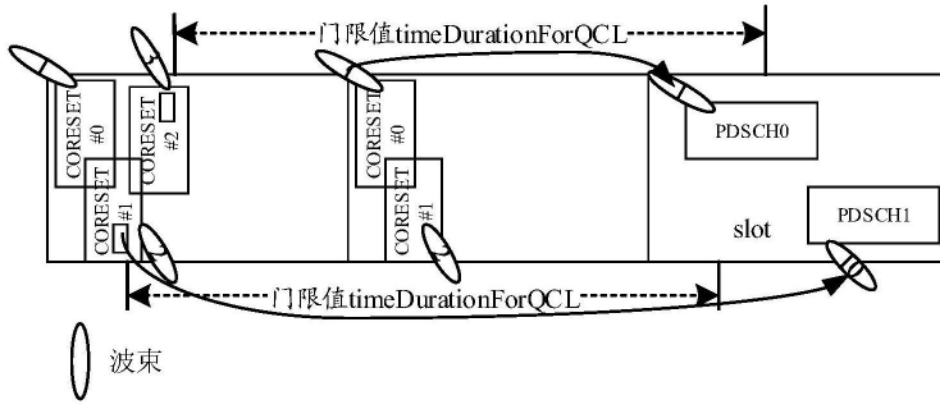 门限值timeDurationForQCL
CORESET
#0
CORESET
#2
CORESET
#1
CORESET
#0
CORESET
#1
PDSCH0
PDSCH1
slot
门限值timeDurationForQCL
波束